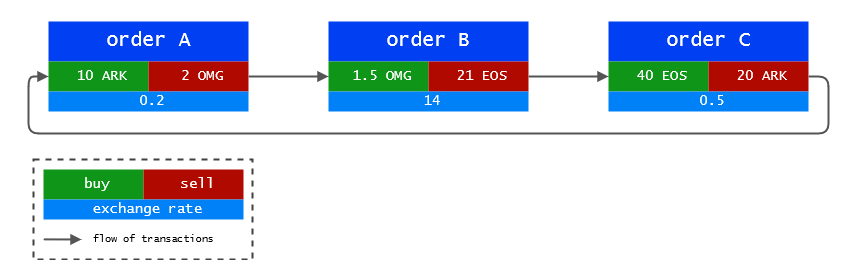 order A
10 ARK
2 OMG
0.2
order B
1.5 OMG
21 EOS
14
order C
40 EOS
20 ARK
0.5
buy
sell
exchange rate
flow of transactions